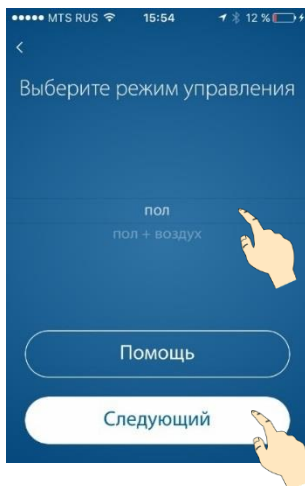 ●●●●● MTS RUS 15:54 12 %
Выберите режим управления
пол
пол + воздух
Помощь
Следующий